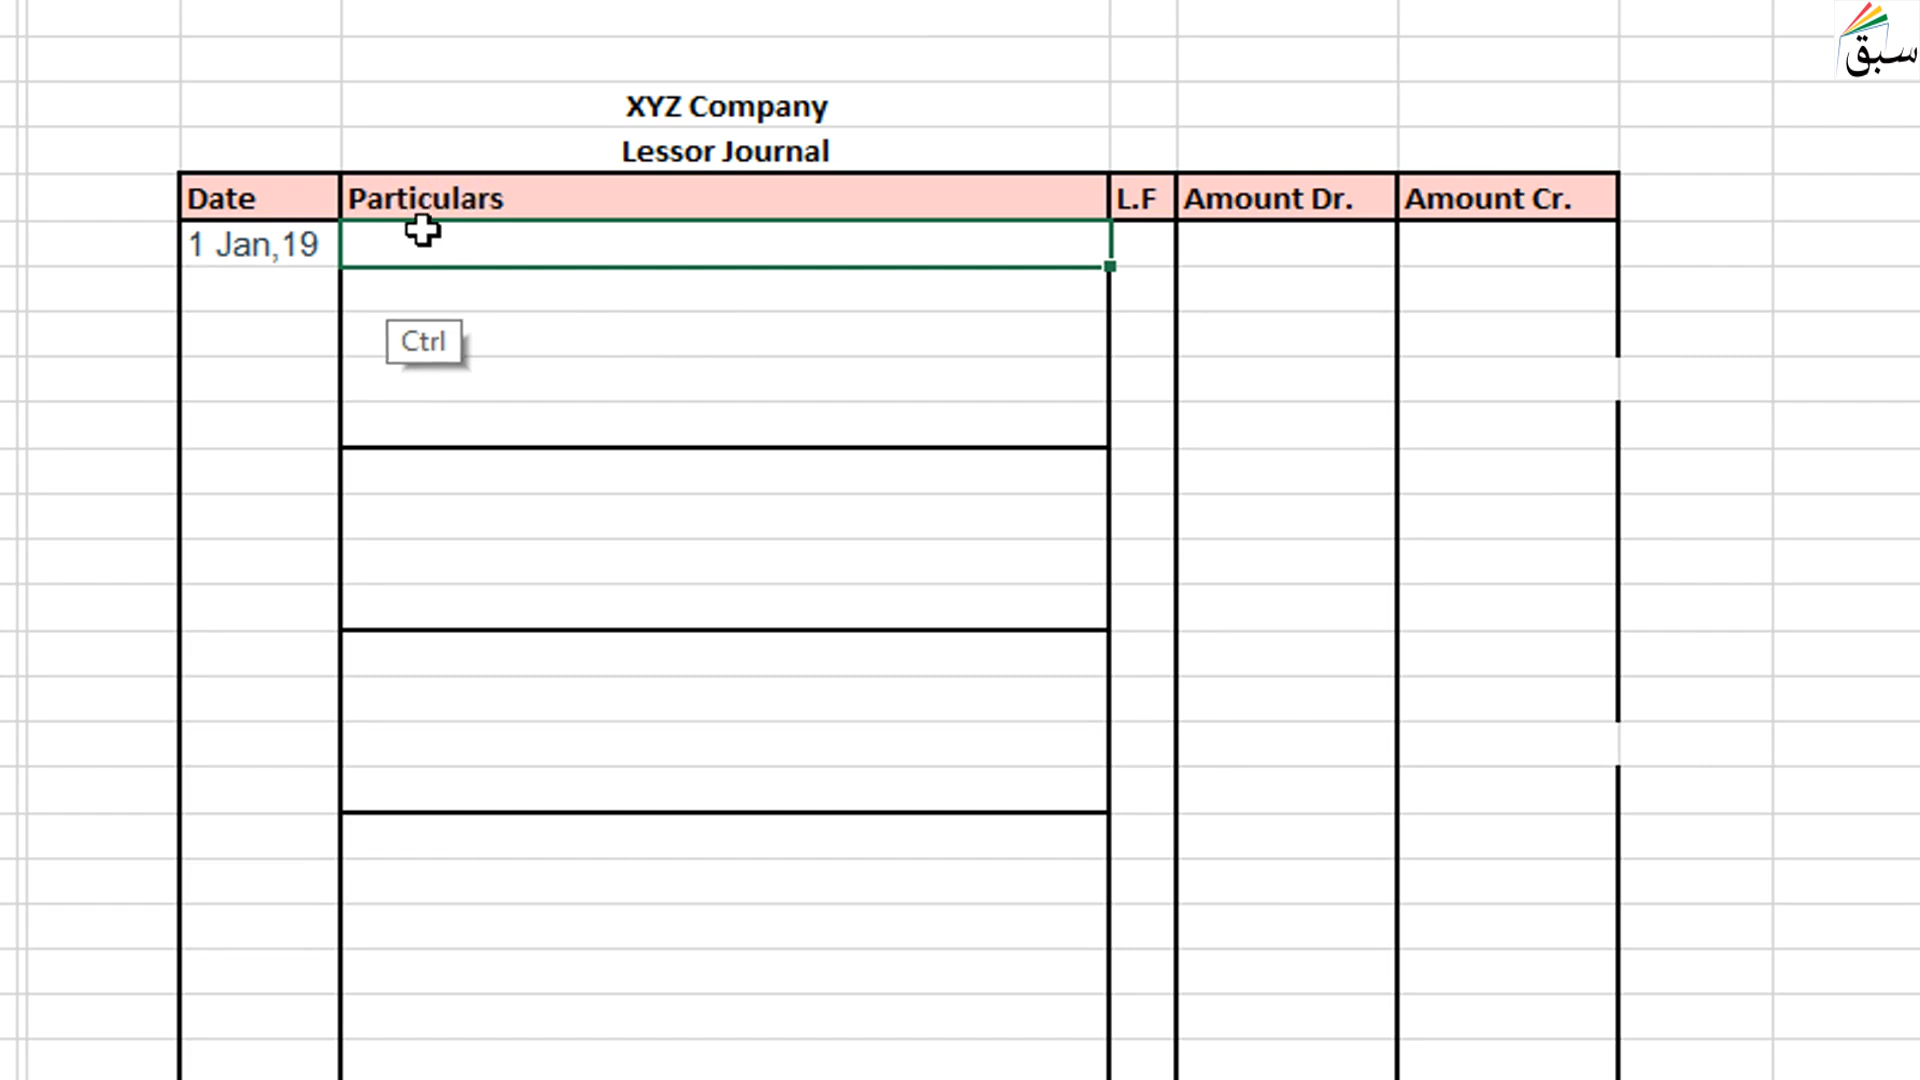 سبق
XYZ Company
Lessor Journal
Date Particulars L.F Amount Dr. Amount Cr.
1 Jan,19
Ctrl